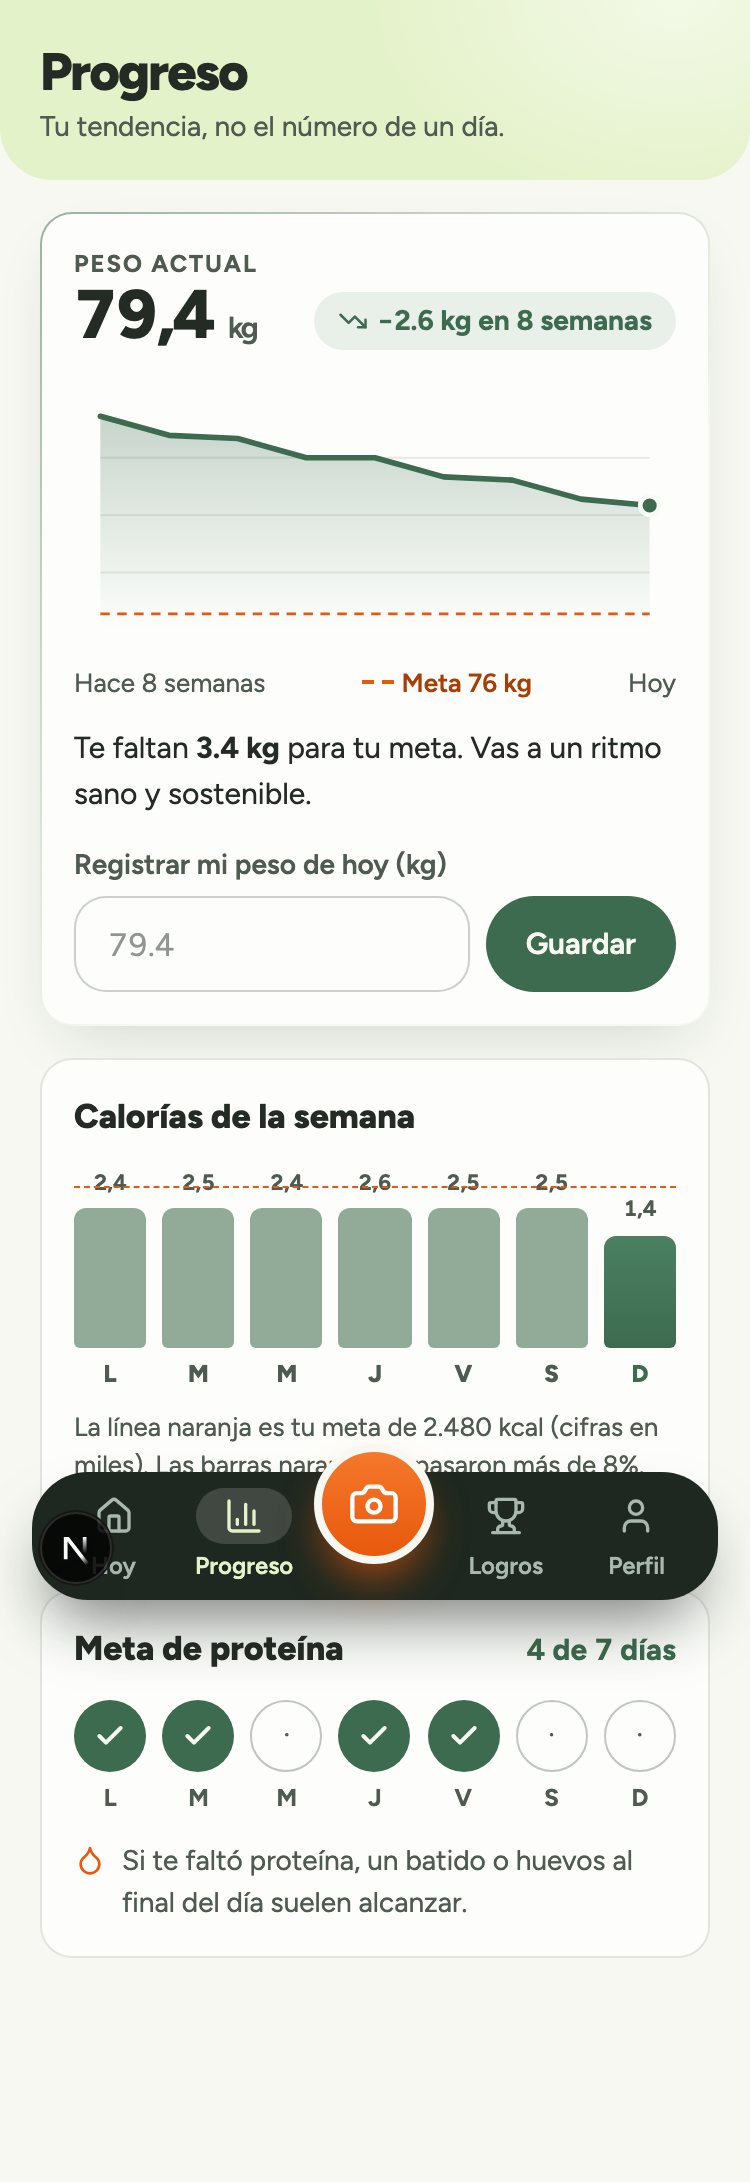 Progreso
Tu tendencia, no el número de un día.
PESO ACTUAL
79,4 kg
−2.6 kg en 8 semanas
Hace 8 semanas
Meta 76 kg
Hoy
Te faltan 3.4 kg para tu meta. Vas a un ritmo
sano y sostenible.
Registrar mi peso de hoy (kg)
79.4
Guardar
Calorías de la semana
2,4 2,5 2,4 2,6 2,5 2,5 1,4
L M M J V S D
La línea naranja es tu meta de 2.480 kcal (cifras en
miles). Las barras pasaron más de 8%.
N
Hoy
Progreso
Logros
Perfil
Meta de proteína
4 de 7 días
L M M J V S D
Si te faltó proteína, un batido o huevos al
final del día suelen alcanzar.